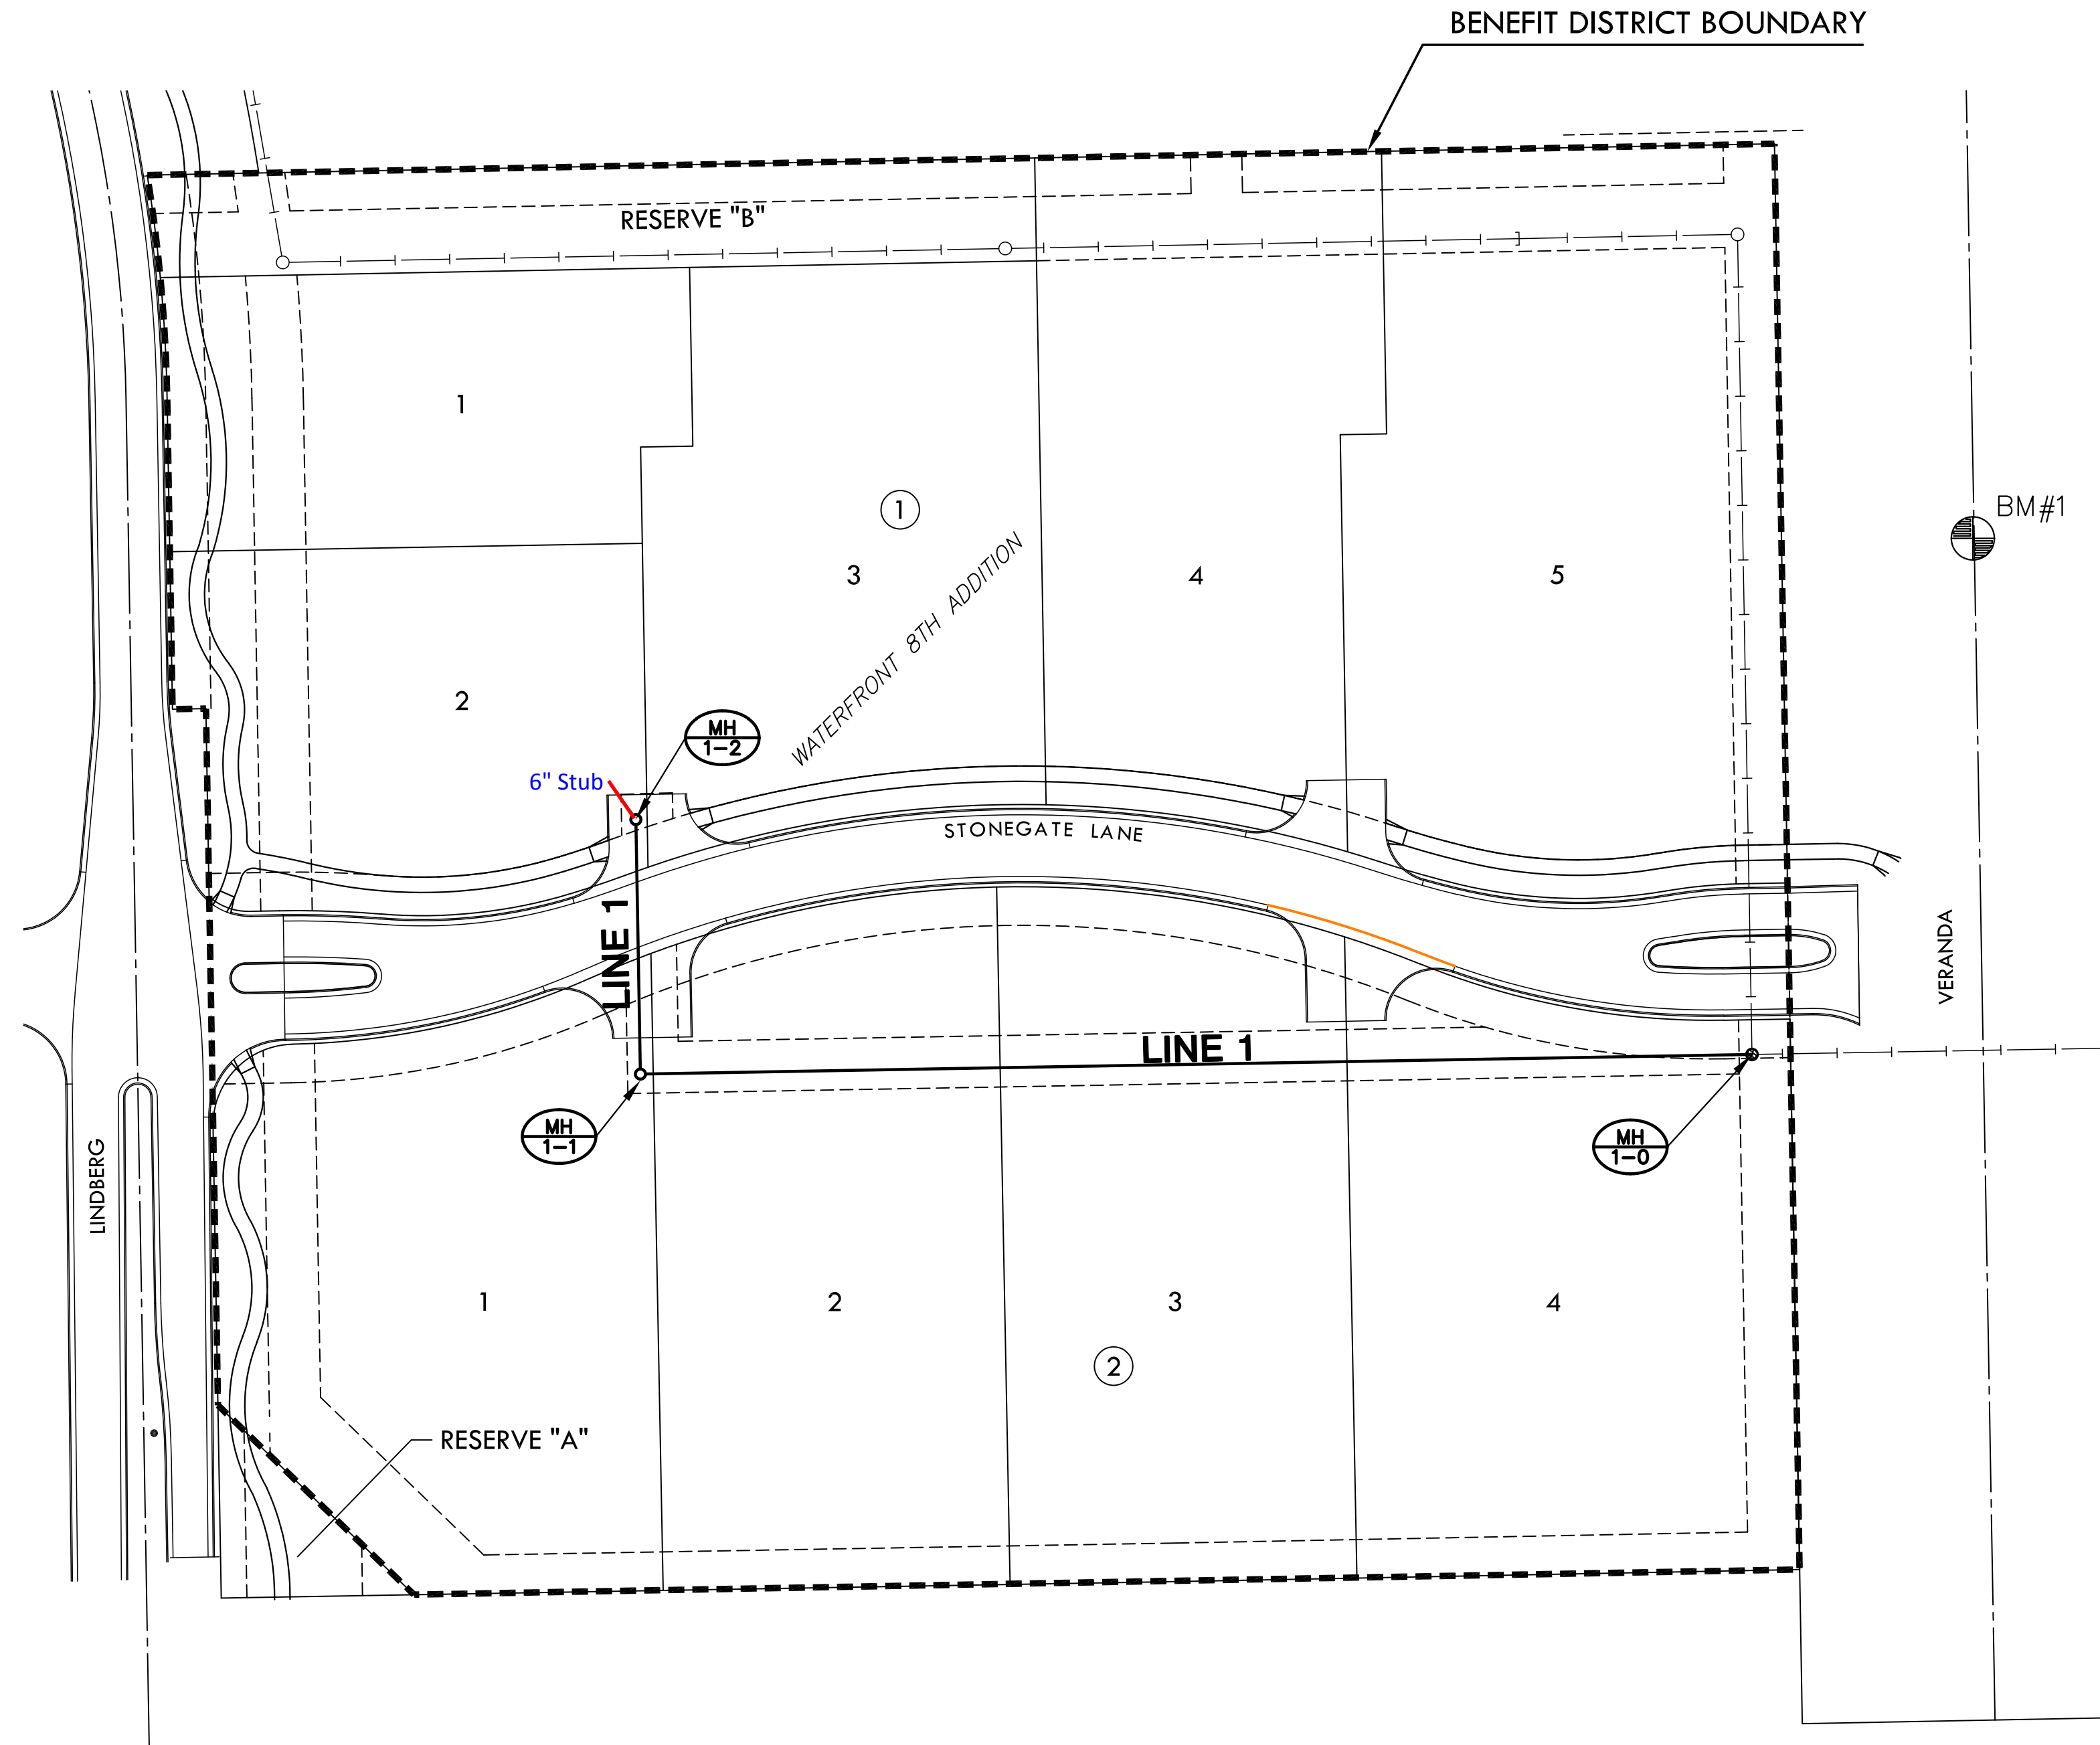 BENEFIT DISTRICT BOUNDARY
RESERVE "B"
1
1
BM#1
3
4
5
WATERFRONT 8TH ADDITION
2
MH
1-2
6" Stub
STONEGATE LANE
LINE 1
VERANDA
LINE 1
MH
1-1
MH
1-0
LINDBERG
1
2
3
4
2
RESERVE "A"